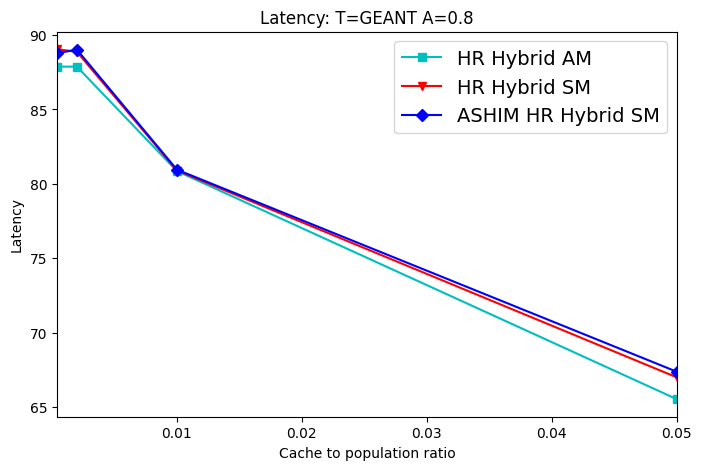 Latency: T=GEANT A=0.8
90
85
80
75
70
65
Latency
HR Hybrid AM
HR Hybrid SM
ASHIM HR Hybrid SM
0.01
0.02
0.03
0.04
0.05
Cache to population ratio